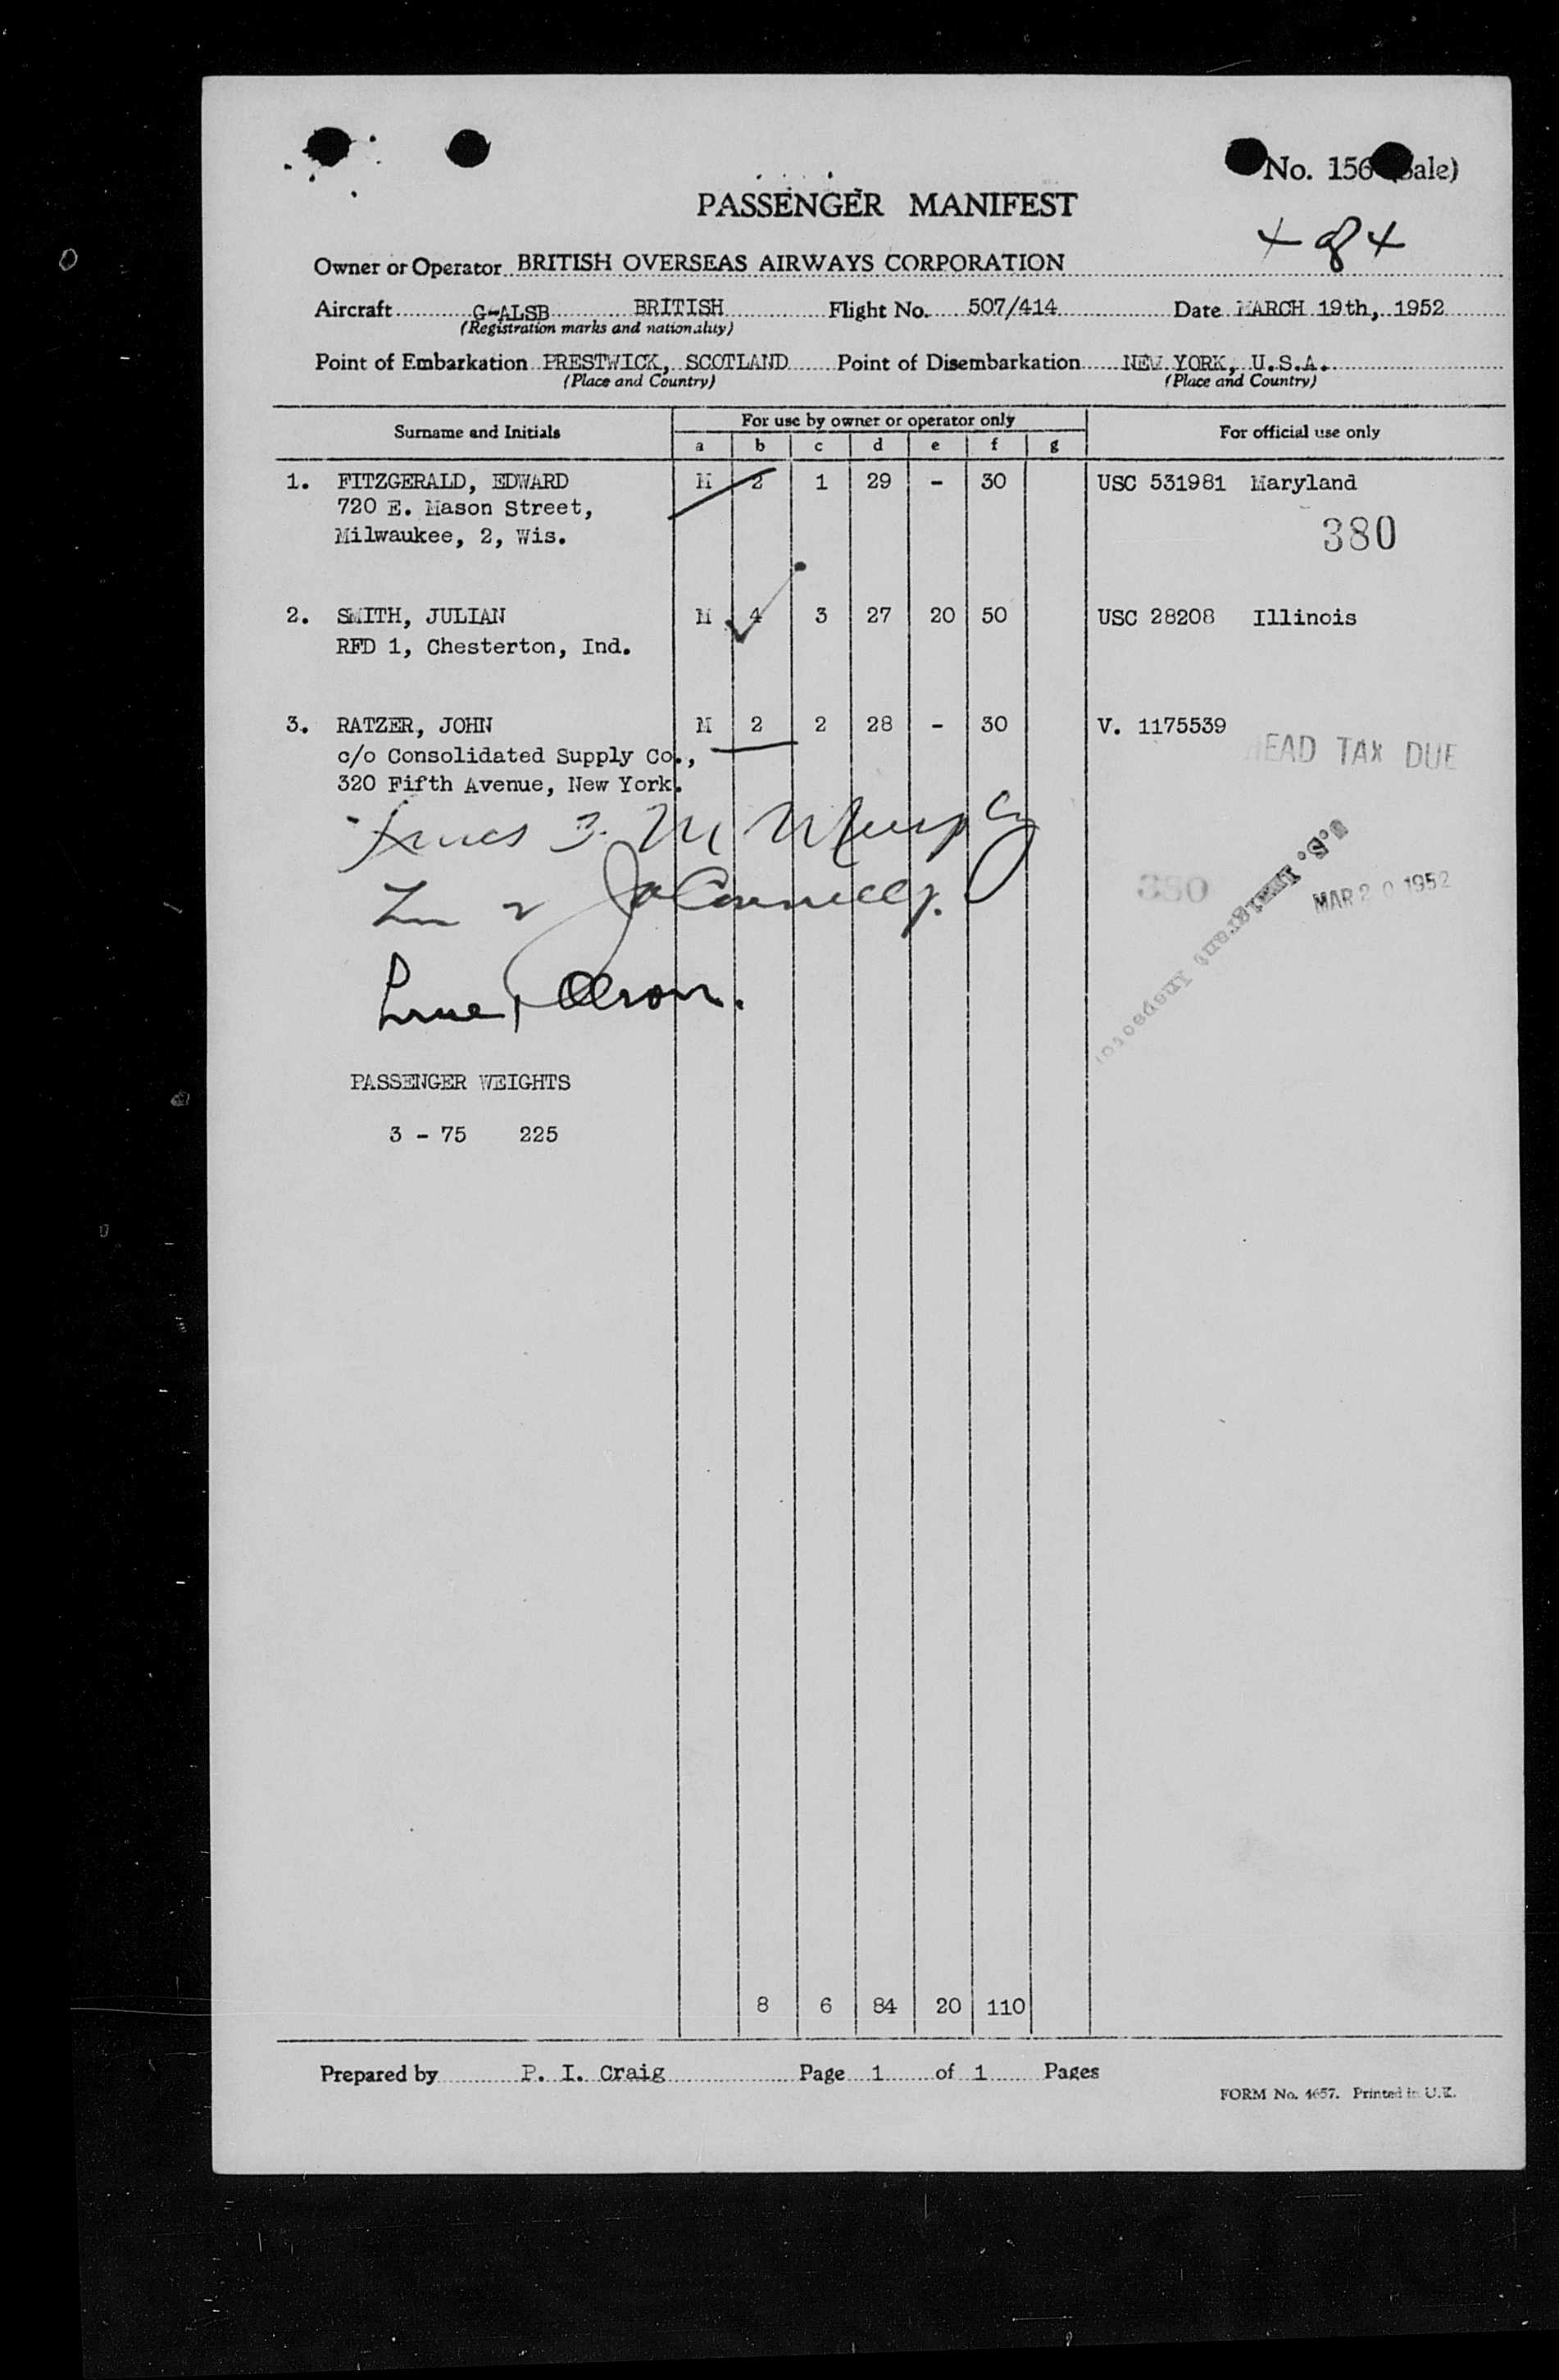 No. 156 (Sale)
PASSENGER MANIFEST
4 of 4
Owner or Operator BRITISH OVERSEAS AIRWAYS CORPORATION
Aircraft G-ALSB BRITISH Flight No. 507/414 Date MARCH 19th, 1952
(Registration marks and nationality)
Point of Embarkation PRESTWICK, SCOTLAND Point of Disembarkation NEW YORK, U.S.A.
(Place and Country) (Place and Country)
Surname and Initials For use by owner or operator only For official use only
a b c d e f g
1. FITZGERALD, EDWARD M 2 1 29 - 30 USC 531981 Maryland
720 E. Mason Street,
Milwaukee, 2, Wis.
380
2. SMITH, JULIAN M 4 3 27 20 50 USC 28208 Illinois
RFD 1, Chesterton, Ind.
3. RATZER, JOHN M 2 2 28 - 30 V. 1175539
HEAD TAX DUE
c/o Consolidated Supply Co.,
320 Fifth Avenue, New York.
380
U.S. Immigrant Inspector
MAR 20 1952
PASSENGER WEIGHTS
3 - 75 225
8 6 84 20 110
Prepared by P. I. Craig Page 1 of 1 Pages
FORM No. 4657. Printed in U.K.